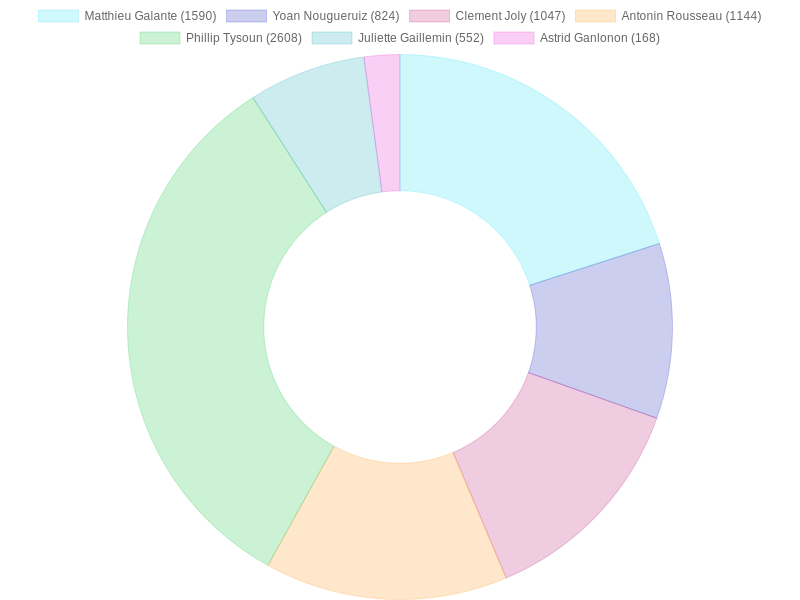 Matthieu Galante (1590) Yoan Nougueruiz (824) Clement Joly (1047) Antonin Rousseau (1144)
Phillip Tysoun (2608) Juliette Gaillemin (552) Astrid Ganlonon (168)